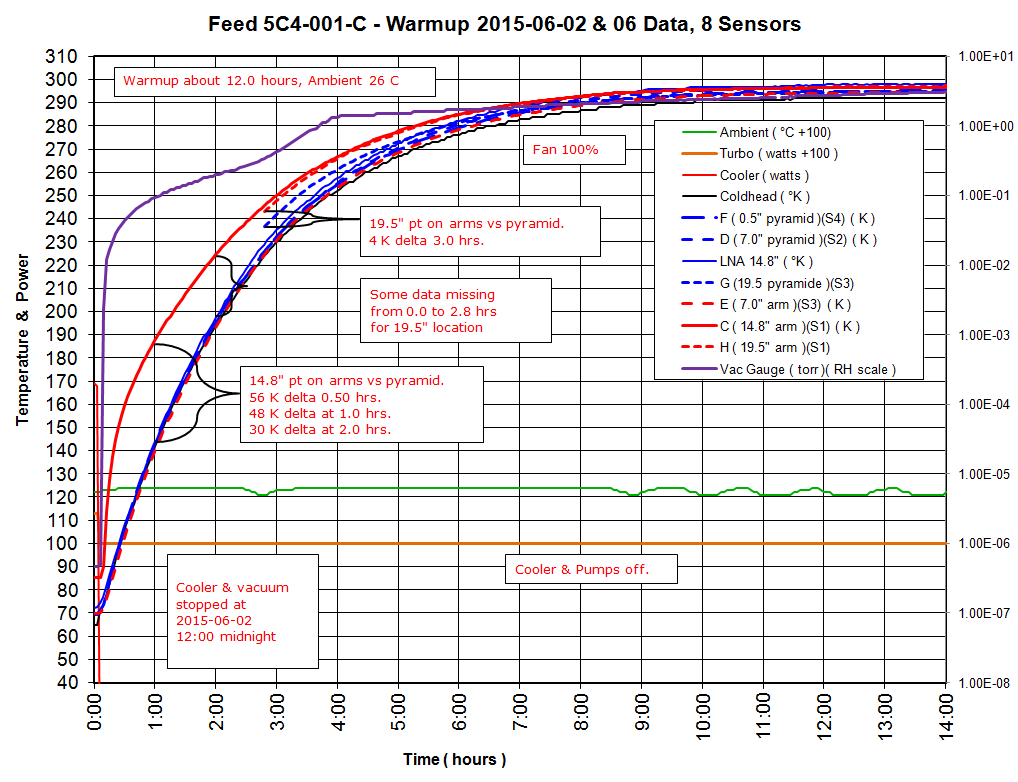 Feed 5C4-001-C - Warmup 2015-06-02 & 06 Data, 8 Sensors
Temperature & Power
310
300
290
280
270
260
250
240
230
220
210
200
190
180
170
160
150
140
130
120
110
100
90
80
70
60
50
40
1.00E+01
1.00E+00
1.00E-01
1.00E-02
1.00E-03
1.00E-04
1.00E-05
1.00E-06
1.00E-07
1.00E-08
Warmup about 12.0 hours, Ambient 26 C
Fan 100%
19.5" pt on arms vs pyramid.
4 K delta 3.0 hrs.
Some data missing
from 0.0 to 2.8 hrs
for 19.5" location
14.8" pt on arms vs pyramid.
56 K delta 0.50 hrs.
48 K delta at 1.0 hrs.
30 K delta at 2.0 hrs.
Ambient ( °C +100)
Turbo ( watts +100 )
Cooler ( watts )
Coldhead ( °K )
F ( 0.5" pyramid )(S4) ( K )
D ( 7.0" pyramid )(S2) ( K )
LNA 14.8" ( °K )
G (19.5 pyramide )(S3)
E ( 7.0" arm )(S3) ( K )
C ( 14.8" arm )(S1) ( K )
H ( 19.5" arm )(S1)
Vac Gauge ( torr)( RH scale )
Cooler & vacuum
stopped at
2015-06-02
12:00 midnight
Cooler & Pumps off.
0:00
1:00
2:00
3:00
4:00
5:00
6:00
7:00
8:00
9:00
10:00
11:00
12:00
13:00
14:00
Time ( hours )